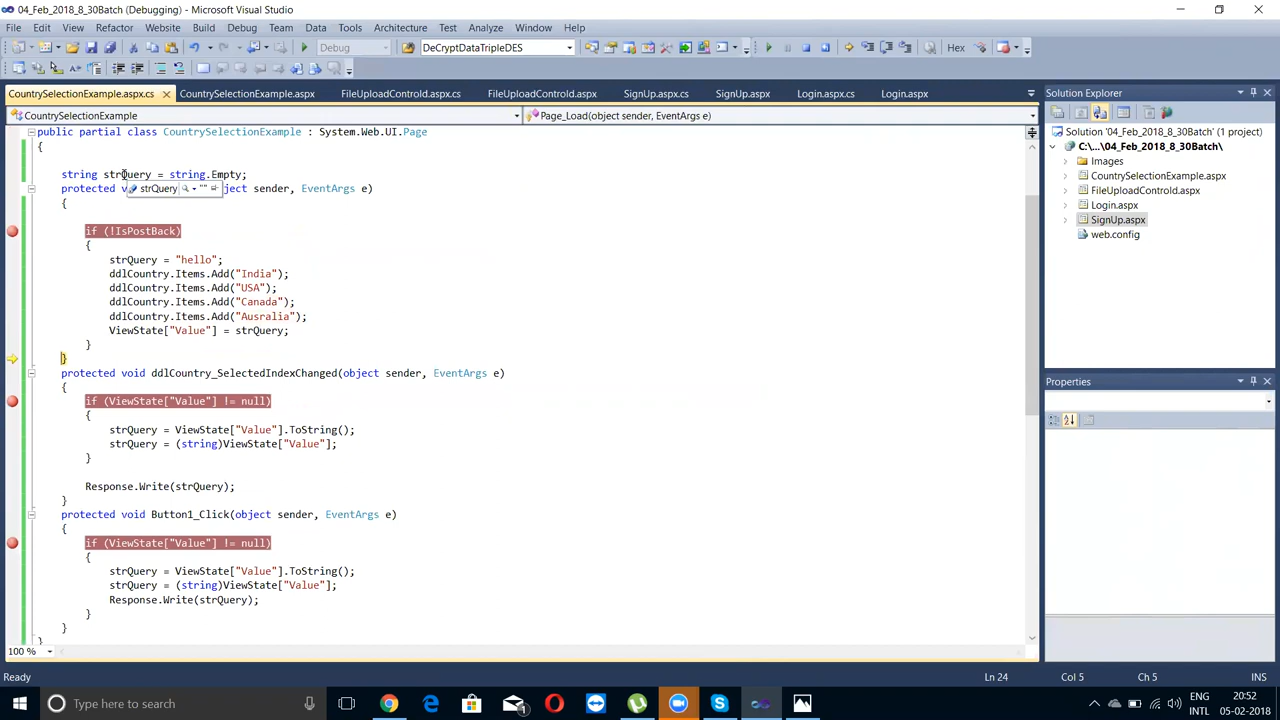 04_Feb_2018_8_30Batch (Debugging) - Microsoft Visual Studio
File Edit View Refactor Website Build Debug Team Data Tools Architecture Test Analyze Window Help
Debug DeCryptDataTripleDES Hex
CountrySelectionExample.aspx.cs CountrySelectionExample.aspx FileUploadControld.aspx.cs FileUploadControld.aspx SignUp.aspx.cs SignUp.aspx Login.aspx.cs Login.aspx
CountrySelectionExample Page_Load(object sender, EventArgs e)
public partial class CountrySelectionExample : System.Web.UI.Page
{
string strQuery = string.Empty;
protected v strQuery "" ject sender, EventArgs e)
{
if (!IsPostBack)
{
strQuery = "hello";
ddlCountry.Items.Add("India");
ddlCountry.Items.Add("USA");
ddlCountry.Items.Add("Canada");
ddlCountry.Items.Add("Ausralia");
ViewState["Value"] = strQuery;
}
}
protected void ddlCountry_SelectedIndexChanged(object sender, EventArgs e)
{
if (ViewState["Value"] != null)
{
strQuery = ViewState["Value"].ToString();
strQuery = (string)ViewState["Value"];
}
Response.Write(strQuery);
}
protected void Button1_Click(object sender, EventArgs e)
{
if (ViewState["Value"] != null)
{
strQuery = ViewState["Value"].ToString();
strQuery = (string)ViewState["Value"];
Response.Write(strQuery);
}
}
}
100 %
Solution Explorer
Solution '04_Feb_2018_8_30Batch' (1 project)
C:\...\04_Feb_2018_8_30Batch\
Images
CountrySelectionExample.aspx
FileUploadControld.aspx
Login.aspx
SignUp.aspx
web.config
Properties
Ready Ln 24 Col 5 Ch 5 INS
Type here to search
1
ENG
INTL
20:52
05-02-2018